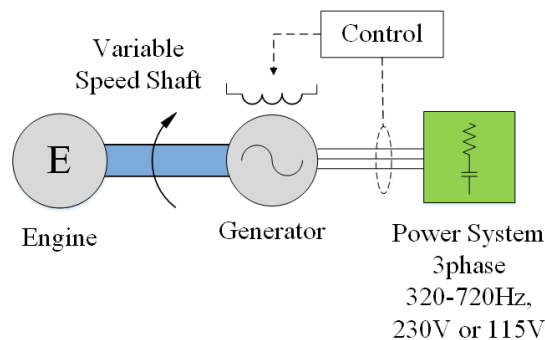 Control
Variable
Speed Shaft
E
Engine
Generator
Power System
3phase
320-720Hz,
230V or 115V